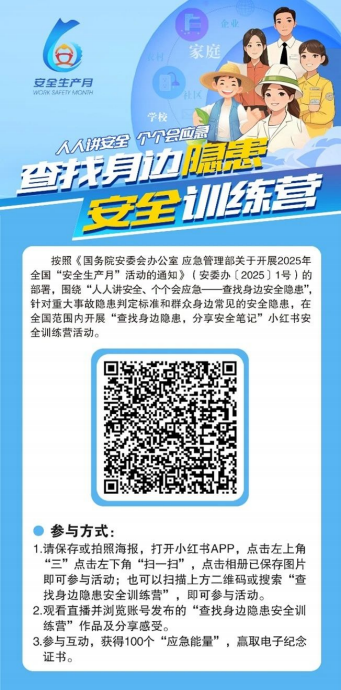 企业
家庭
社区
学校
安全生产月
WORK SAFETY MONTH
人人讲安全 个个会应急
查找身边隐患
安全训练营
按照《国务院安委会办公室 应急管理部关于开展2025年
全国“安全生产月”活动的通知》（安委办〔2025〕1号）的
部署，围绕“人人讲安全、个个会应急——查找身边安全隐患”，
针对重大事故隐患判定标准和群众身边常见的安全隐患，在
全国范围内开展“查找身边隐患，分享安全笔记”小红书安
全训练营活动。
参与方式：
1.请保存或拍照海报，打开小红书APP，点击左上角
“三”点击左下角“扫一扫”，点击相册已保存图片
即可参与活动；也可以扫描上方二维码或搜索“查
找身边隐患安全训练营”，即可参与活动。
2.观看直播并浏览账号发布的“查找身边隐患安全训
练营”作品及分享感受。
3.参与互动，获得100个“应急能量”，赢取电子纪念
证书。